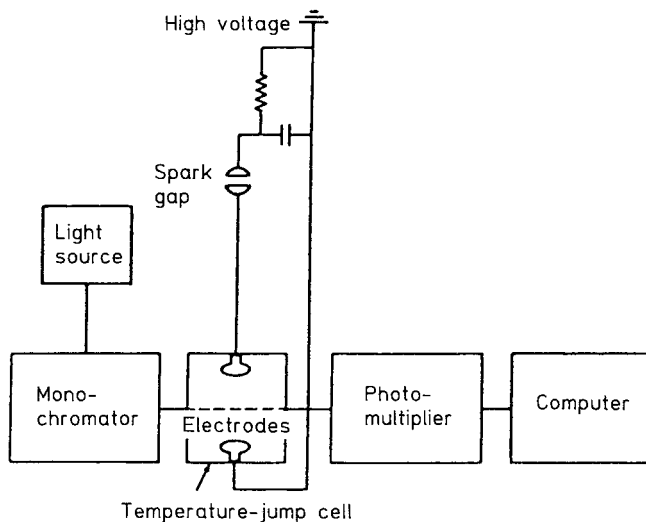 High voltage
Spark
gap
Light
source
Mono-
chromator
Electrodes
Photo-
multiplier
Computer
Temperature-jump cell